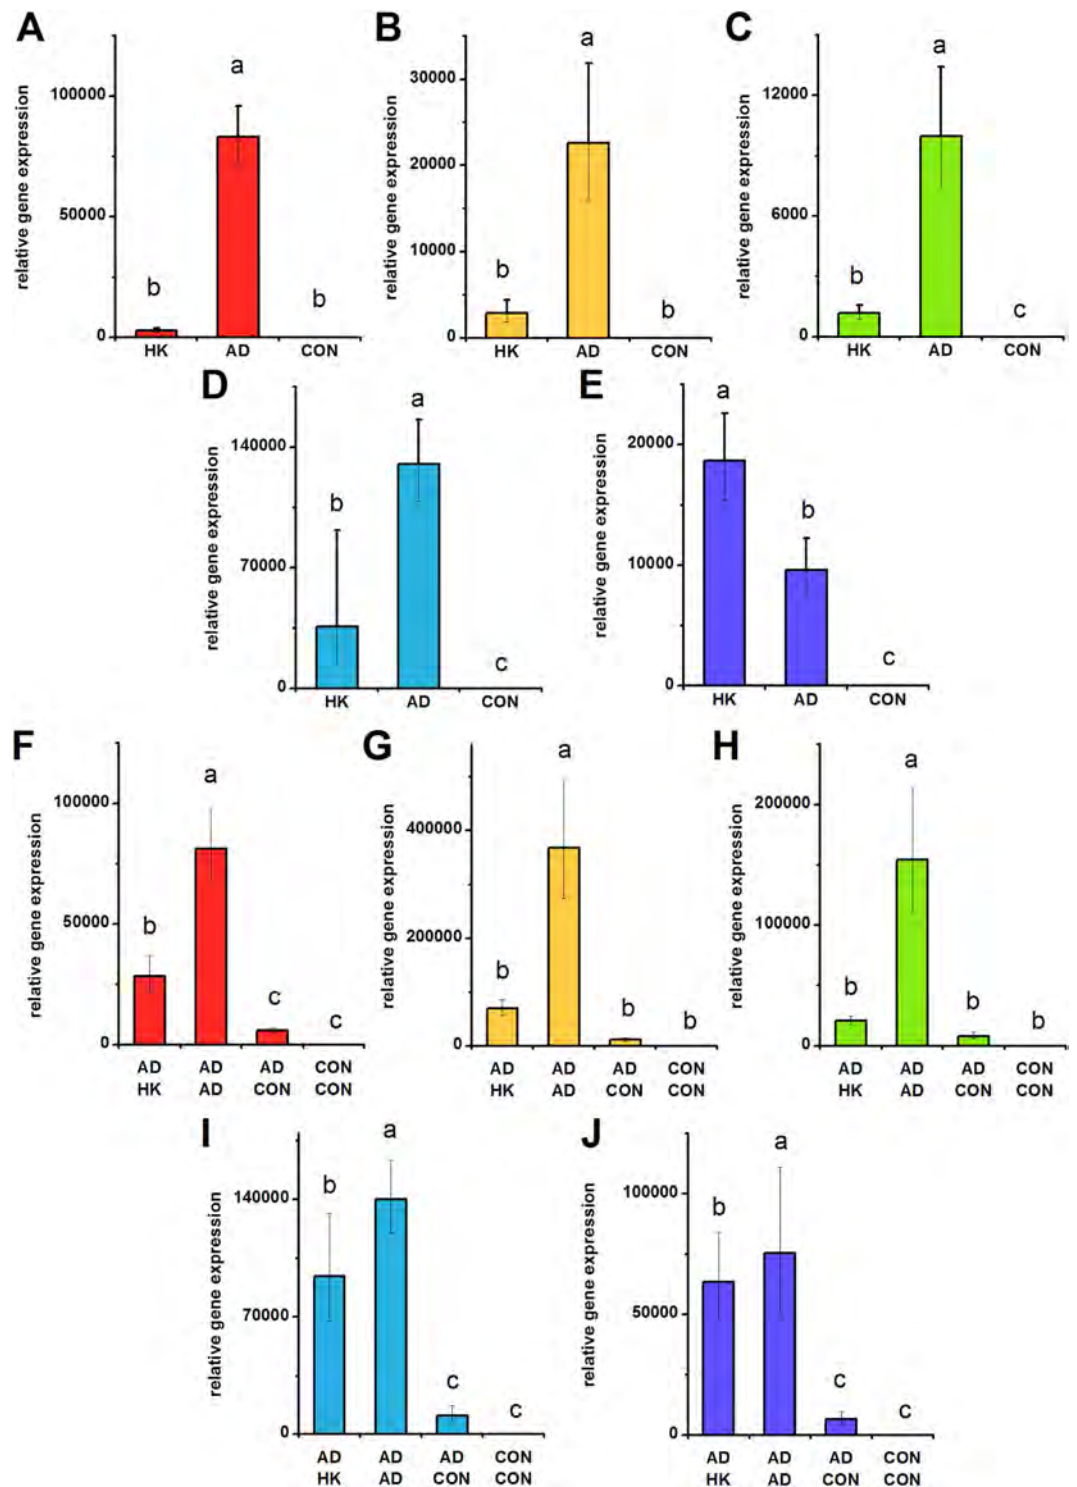 A
relative gene expression
100000
50000
0
a
b
b
HK AD CON
B
relative gene expression
30000
20000
10000
0
a
b
b
HK AD CON
C
relative gene expression
12000
6000
0
a
b
c
HK AD CON
D
relative gene expression
140000
70000
0
a
b
c
HK AD CON
E
relative gene expression
20000
10000
0
a
b
c
HK AD CON
F
relative gene expression
100000
50000
0
a
b
c
c
AD AD AD CON
HK AD CON CON
G
relative gene expression
400000
200000
0
a
b
b
b
AD AD AD CON
HK AD CON CON
H
relative gene expression
200000
100000
0
a
b
b
b
AD AD AD CON
HK AD CON CON
I
relative gene expression
140000
70000
0
a
b
c
c
AD AD AD CON
HK AD CON CON
J
relative gene expression
100000
50000
0
a
b
c
c
AD AD AD CON
HK AD CON CON